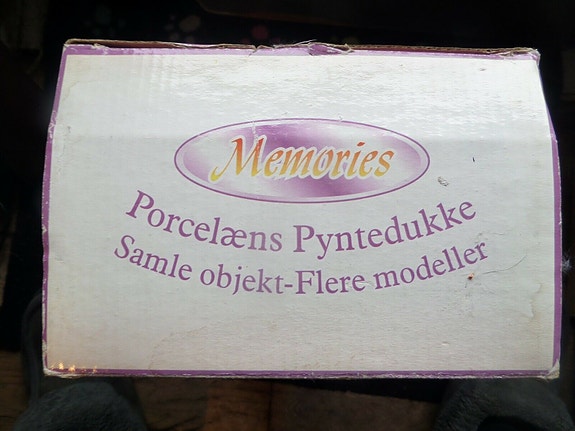 Memories
Porcelæns Pyntedukke
Samle objekt-Flere modeller